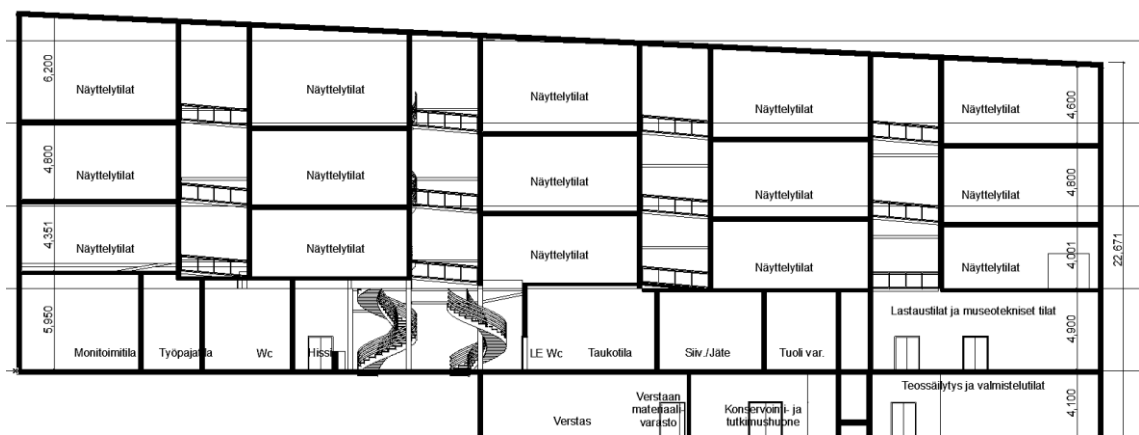 6,200
Näyttelytilat
Näyttelytilat
Näyttelytilat
Näyttelytilat
Näyttelytilat
4,600
4,800
Näyttelytilat
Näyttelytilat
Näyttelytilat
Näyttelytilat
Näyttelytilat
4,800
4,351
Näyttelytilat
Näyttelytilat
Näyttelytilat
Näyttelytilat
Näyttelytilat
4,001
22,671
5,950
Monitoimitila
Työpajatila
Wc
Hissi
LE Wc
Taukotila
Siiv./Jäte
Tuoli var.
Lastaustilat ja museotekniset tilat
4,900
Verstas
Verstaan
materiaali-
varasto
Konservointi- ja
tutkimushuone
Teossäilytys ja valmistelutilat
4,100